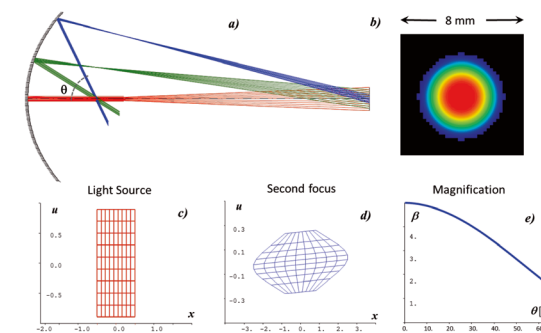 a)
b)
8 mm
θ
Light Source
Second focus
Magnification
u
c)
0.5
0.0
-0.5
x
-2.0
-1.0
0.0
1.0
u
d)
0.3
0.1
-0.1
-0.3
x
-3.
-2.
-1.
0.
1.
2.
3.
β
e)
4.
3.
2.
1.
θ[
0.
10.
20.
30.
40.
50.